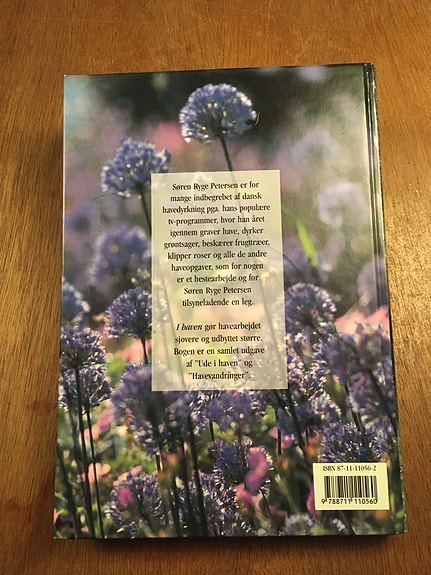 Søren Ryge Petersen er for
mange indbegrebet af dansk
havedyrkning pga. hans populære
tv-programmer, hvor han året
igennem graver have, dyrker
grøntsager, beskærer frugttræer,
klipper roser og alle de andre
haveopgaver, som for nogen
er et hestearbejde og for
Søren Ryge Petersen
tilsyneladende en leg.
I haven gør havearbejdet
sjovere og udbyttet større.
Bogen er en samlet udgave
af "Ude i haven" og
"Havevandringer".
ISBN 87-11-11056-2
9 788711 110560